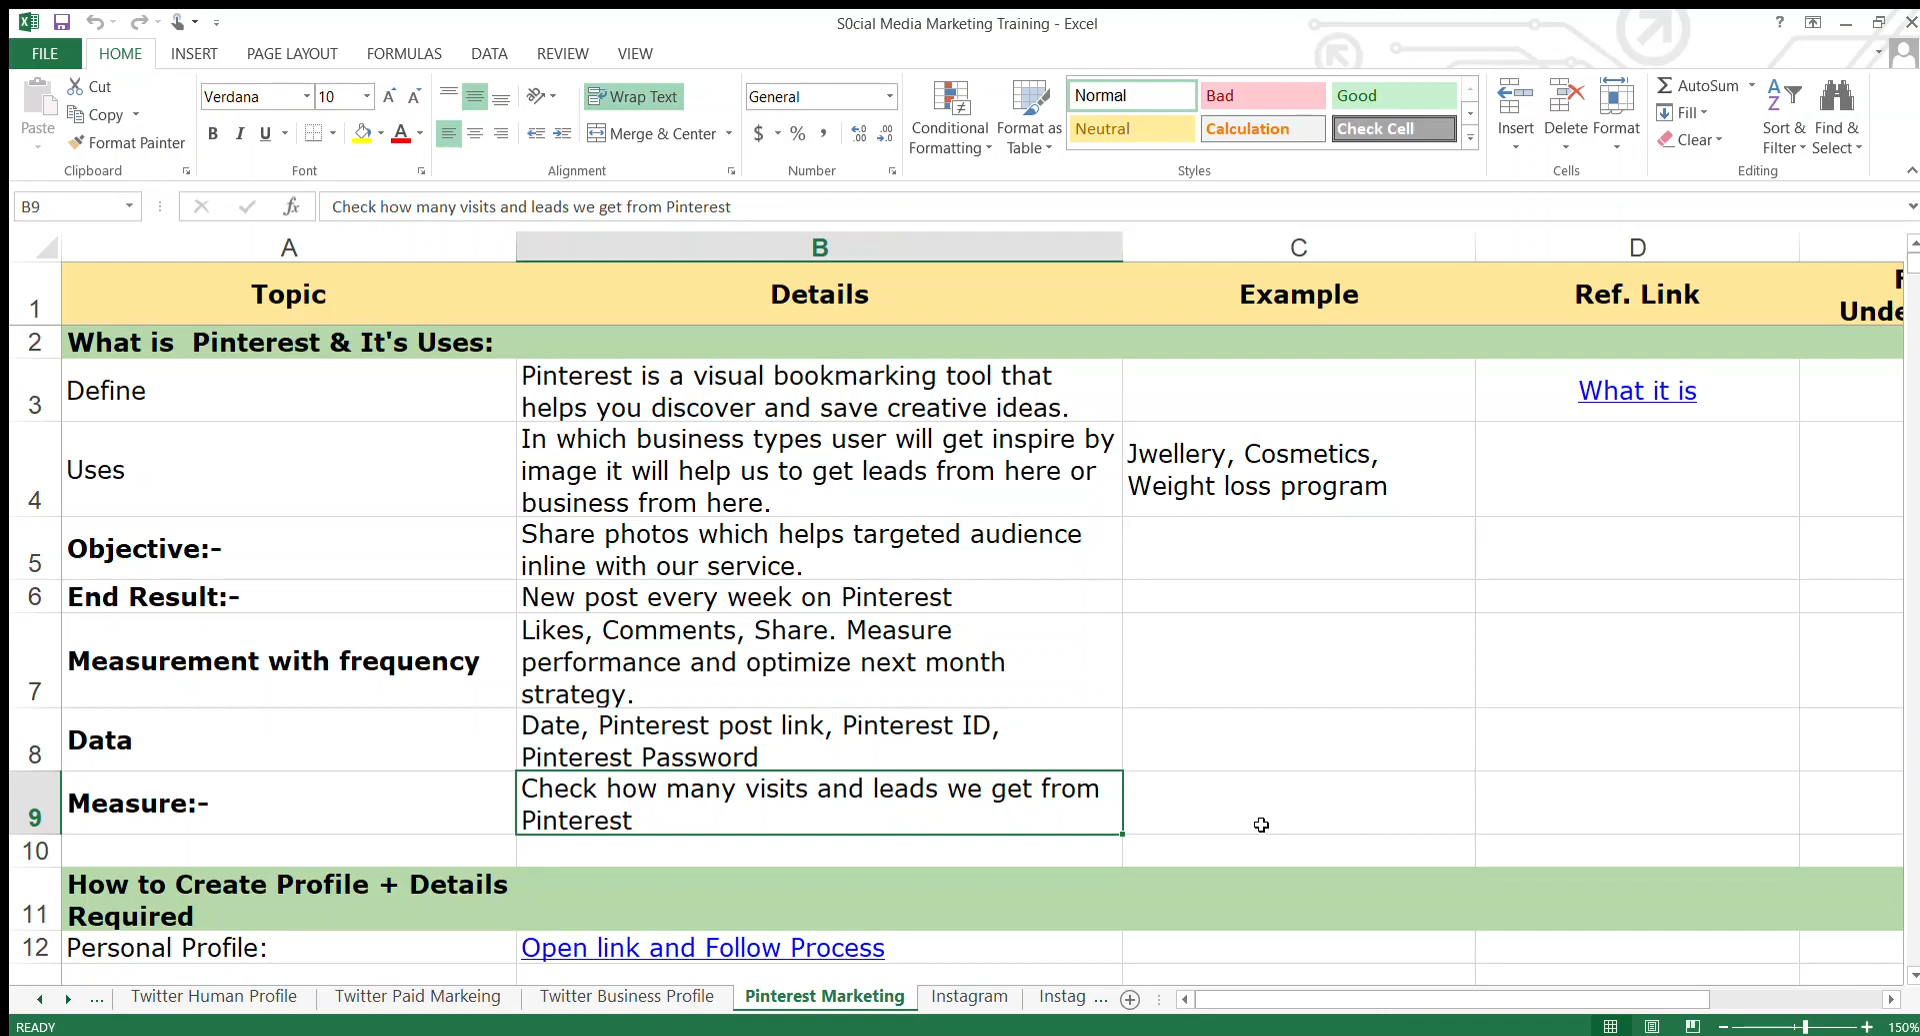 S0cial Media Marketing Training - Excel
FILE HOME INSERT PAGE LAYOUT FORMULAS DATA REVIEW VIEW
Paste
Cut
Copy
Format Painter
Clipboard
Verdana 10
B I U
Font
Wrap Text
Merge & Center
Alignment
General
$ % ,
Number
Conditional Formatting
Format as Table
Normal Bad Good
Neutral Calculation Check Cell
Styles
Insert Delete Format
Cells
AutoSum
Fill
Clear
Sort & Filter
Find & Select
Editing
B9 fx Check how many visits and leads we get from Pinterest
A B C D
1 Topic Details Example Ref. Link
2 What is Pinterest & It's Uses:
3 Define
Pinterest is a visual bookmarking tool that
helps you discover and save creative ideas.
What it is
4 Uses
In which business types user will get inspire by
image it will help us to get leads from here or
business from here.
Jwellery, Cosmetics,
Weight loss program
5 Objective:-
Share photos which helps targeted audience
inline with our service.
6 End Result:- New post every week on Pinterest
7 Measurement with frequency
Likes, Comments, Share. Measure
performance and optimize next month
strategy.
8 Data
Date, Pinterest post link, Pinterest ID,
Pinterest Password
9 Measure:-
Check how many visits and leads we get from
Pinterest
10
11 How to Create Profile + Details
Required
12 Personal Profile: Open link and Follow Process
... Twitter Human Profile Twitter Paid Markeing Twitter Business Profile Pinterest Marketing Instagram Instag ...
READY 150%